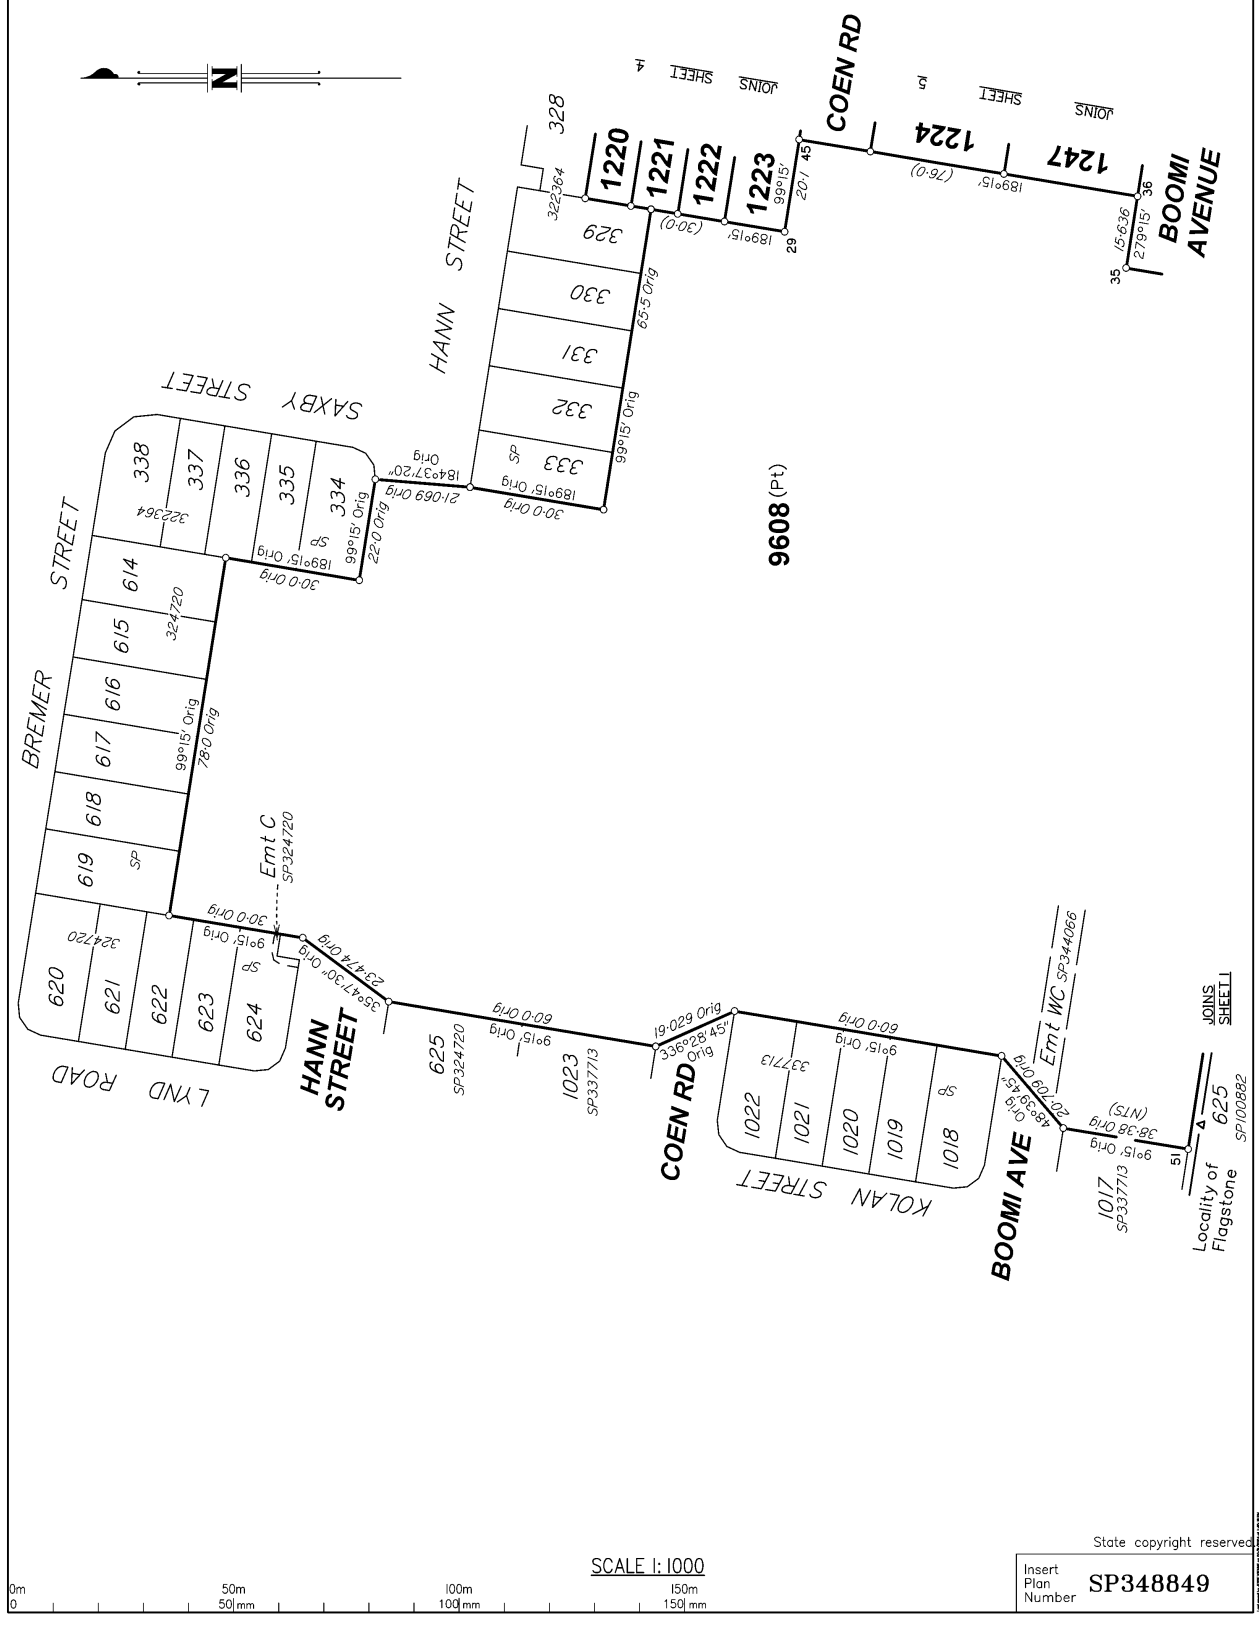 N
COEN RD
JOINS SHEET 4
JOINS SHEET 5
328
322364
1220
1221
1222
1223
1224
1247
99°15'
20·1
45
29
(76·0)
189°15'
(30·0)
189°15'
36
15·636
279°15'
35
BOOMI
AVENUE
HANN STREET
329
330
331
332
333
SP
65·5 Orig
99°15' Orig
189°15' Orig
30·0 Orig
SAXBY STREET
338
337
336
335
334
322364
SP
184°37'20"
Orig
21·069 Orig
99°15' Orig
22·0 Orig
189°15' Orig
30·0 Orig
9608 (Pt)
BREMER STREET
614
615
616
617
618
619
324720
SP
99°15' Orig
78·0 Orig
Emt C
SP324720
30·0 Orig
9°15' Orig
324720
620
621
622
623
624
SP
LYND ROAD
35°47'30" Orig
23·474 Orig
HANN
STREET
60·0 Orig
9°15' Orig
625
SP324720
1023
SP337713
19·029 Orig
336°28'45"
Orig
COEN RD
60·0 Orig
9°15' Orig
337713
1022
1021
1020
1019
1018
SP
KOLAN STREET
Emt WC SP344066
20·709 Orig
48°39'45"
Orig
BOOMI AVE
38·38 Orig
(NTS)
9°15' Orig
51
1017
SP337713
JOINS
SHEET 1
625
SP100882
Locality of
Flagstone
State copyright reserved
SCALE 1:1000
0m 50m 100m 150m
0 50mm 100mm 150mm
Insert
Plan
Number
SP348849